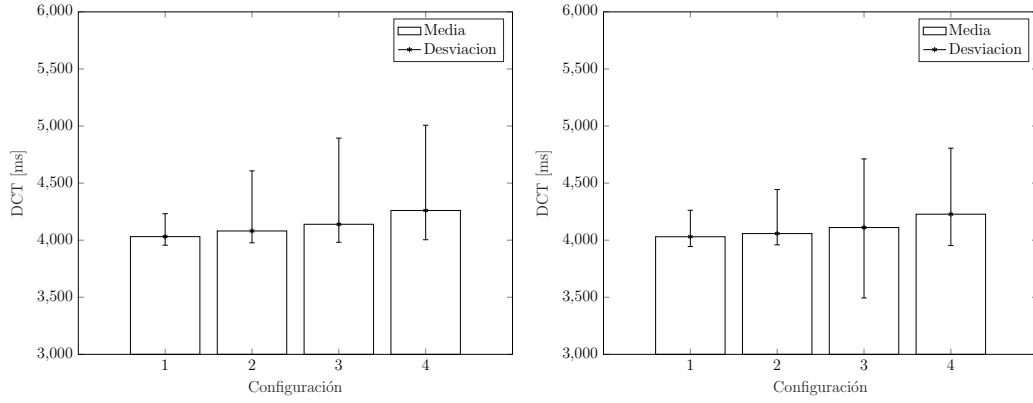 6,000
5,500
5,000
4,500
4,000
3,500
3,000
DCT [ms]
1 2 3 4
Configuración
Media
Desviacion
6,000
5,500
5,000
4,500
4,000
3,500
3,000
DCT [ms]
1 2 3 4
Configuración
Media
Desviacion